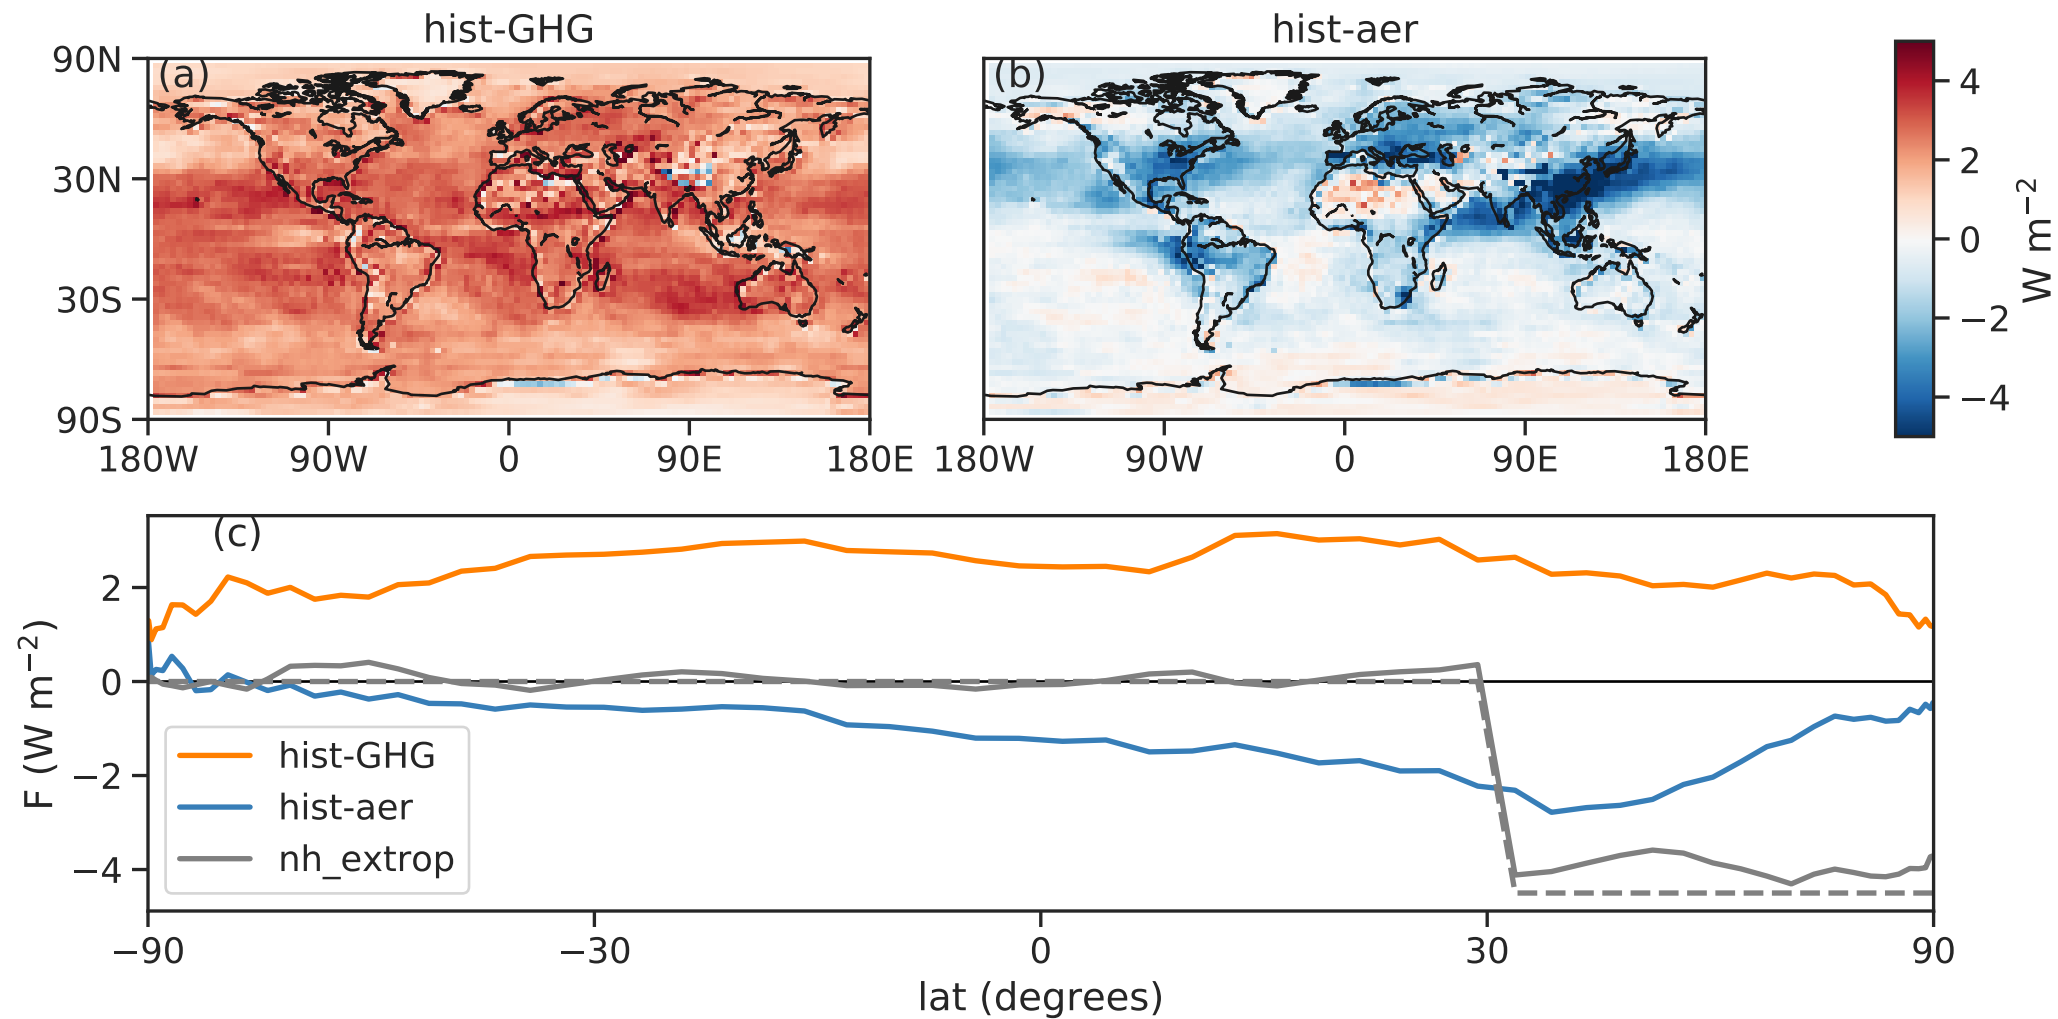 hist-GHG hist-aer
90N (a) (b)
30N
30S
90S
180W 90W 0 90E 180E 180W 90W 0 90E 180E
4
2
0
−2
−4
W m−2
(c)
2
0
−2
−4
F (W m−2)
hist-GHG
hist-aer
nh_extrop
−90 −30 0 30 90
lat (degrees)